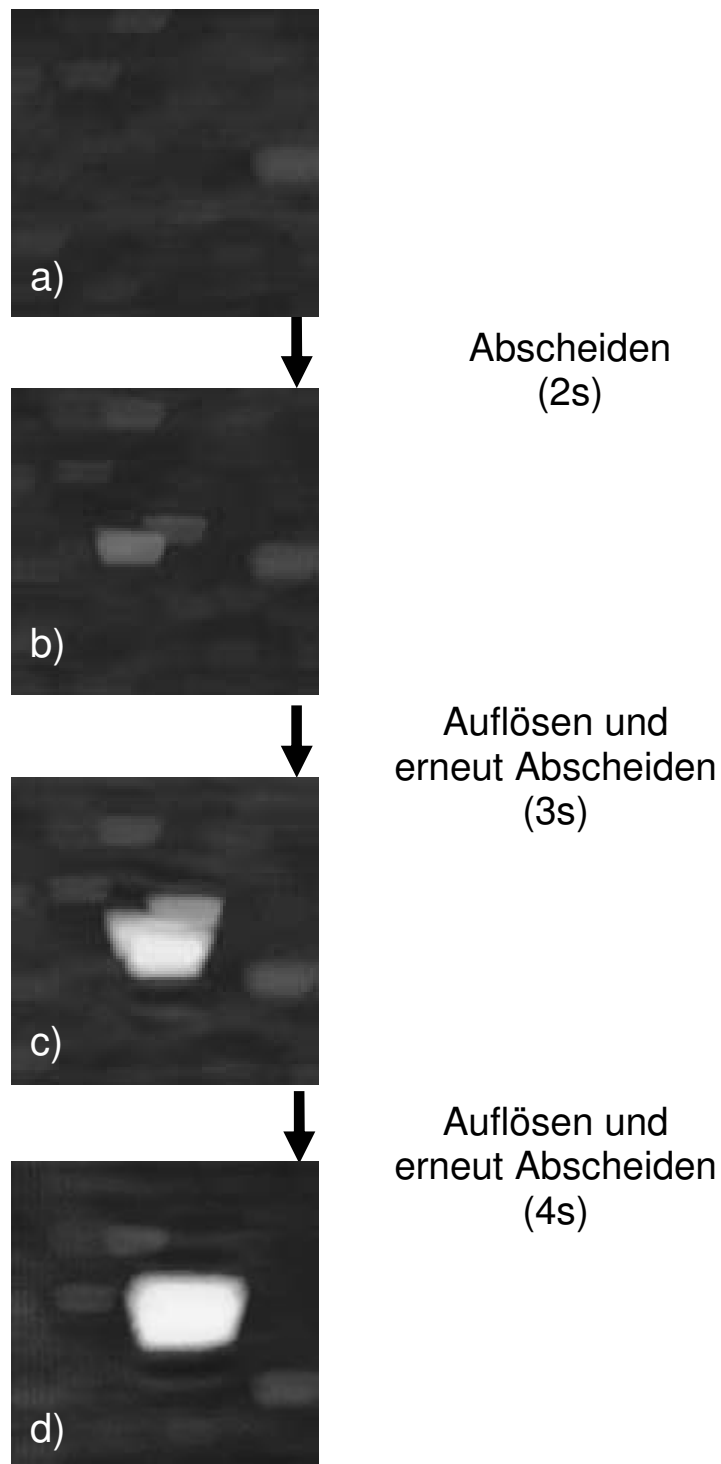 a)
Abscheiden
(2s)
b)
Auflösen und
erneut Abscheiden
(3s)
c)
Auflösen und
erneut Abscheiden
(4s)
d)